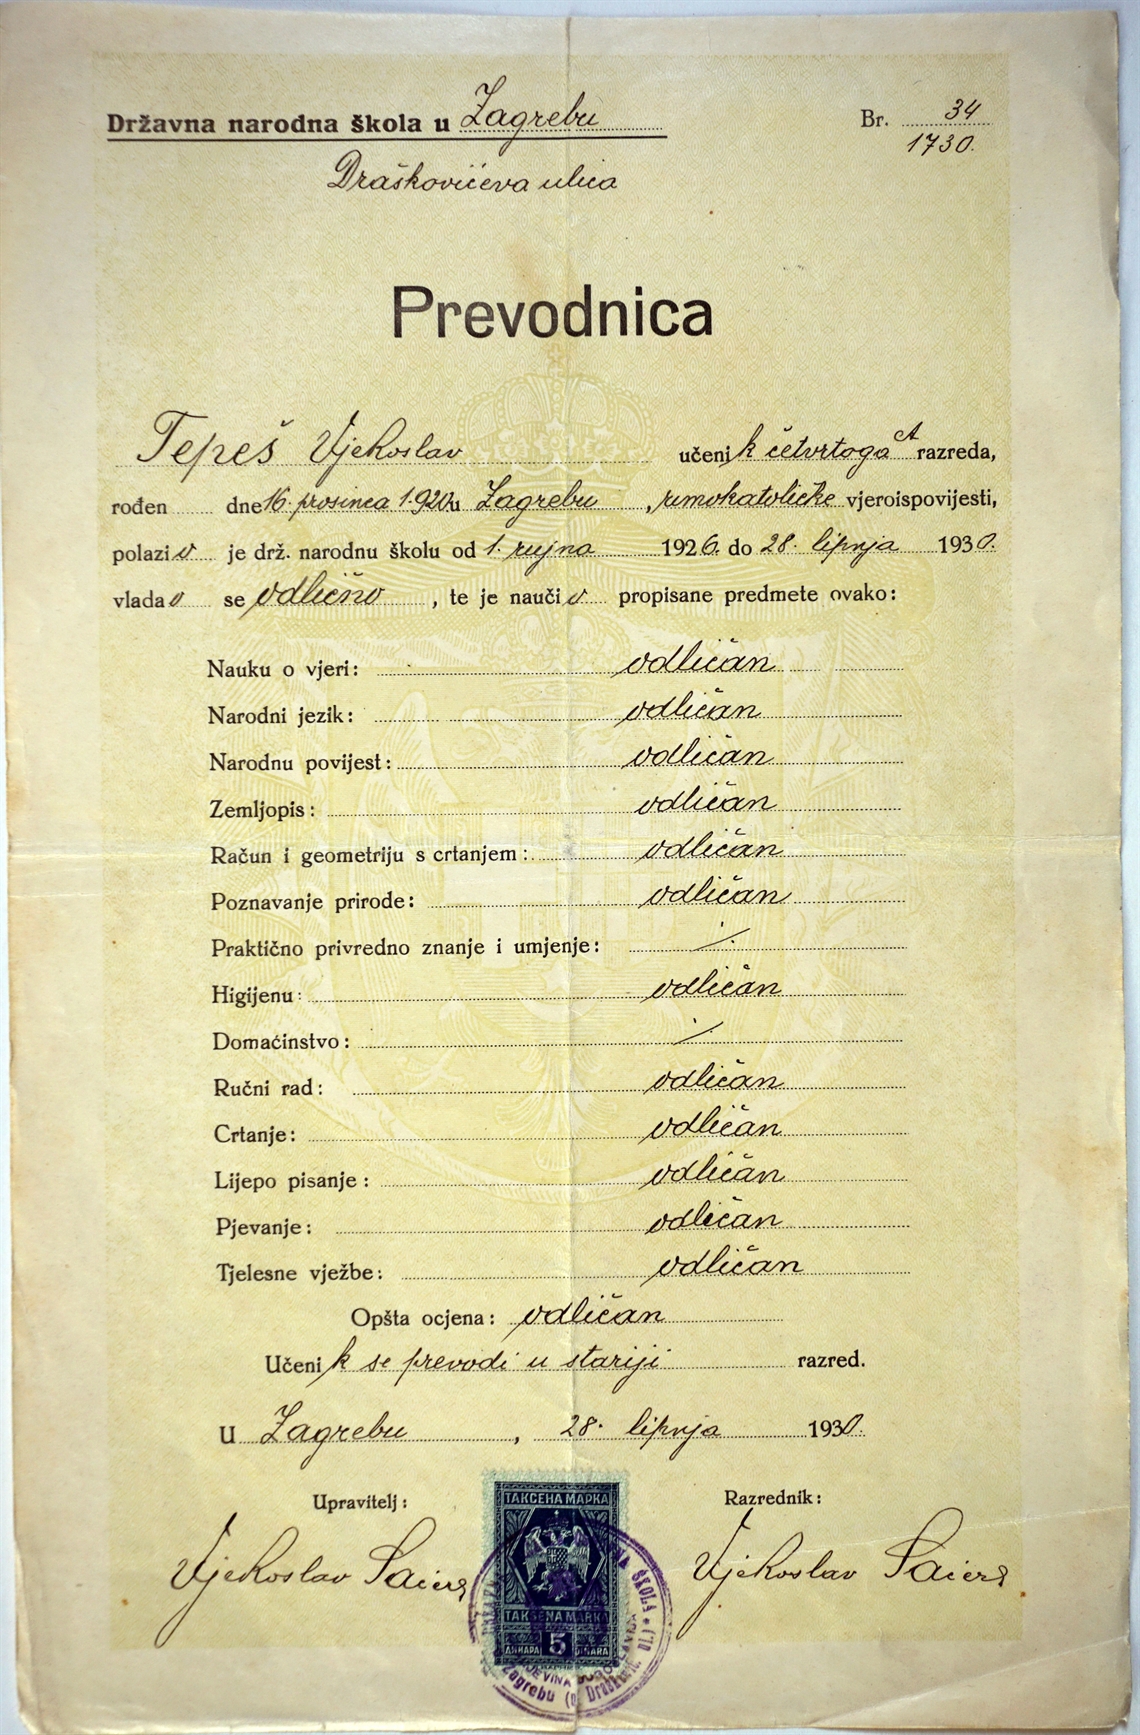 Državna narodna škola u Zagrebu
Br. 34
1730.
Draškovićeva ulica
Prevodnica
Tepeš Vjekoslav učenik četvrtoga A razreda,
rođen dne 16. prosinca 1920 u Zagrebu, rimokatoličke vjeroispovijesti,
polazio je drž. narodnu školu od 1. rujna 1926. do 28. lipnja 1930.
vladao se odlično, te je naučio propisane predmete ovako:
Nauku o vjeri: odličan
Narodni jezik: odličan
Narodnu povijest: odličan
Zemljopis: odličan
Račun i geometriju s crtanjem: odličan
Poznavanje prirode: odličan
Praktično privredno znanje i umjenje: ·/.
Higijenu: odličan
Domaćinstvo: ·/.
Ručni rad: odličan
Crtanje: odličan
Lijepo pisanje: odličan
Pjevanje: odličan
Tjelesne vježbe: odličan
Opšta ocjena: odličan
Učenik se prevodi u stariji razred.
U Zagrebu, 28. lipnja 1930.
Upravitelj: Razrednik:
Vjekoslav Vjekoslav
ТАКСЕНА МАРКА
TAKSENA MARKA
ДИНАРА 5 DINARA
ŠKOLA
Zagrebu